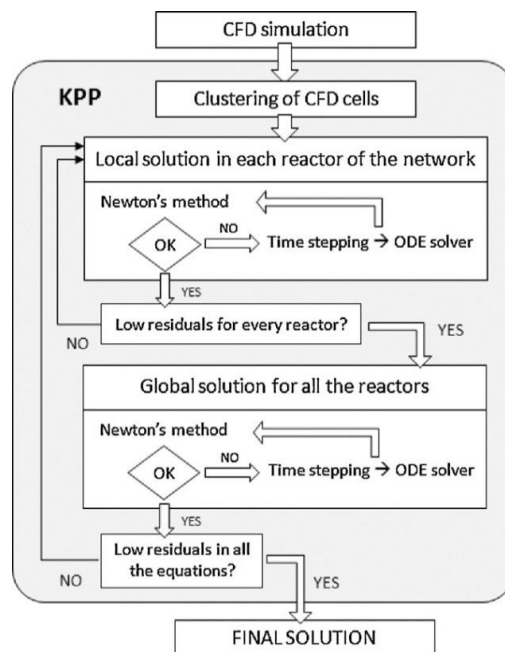 CFD simulation
KPP
Clustering of CFD cells
Local solution in each reactor of the network
Newton's method
OK
NO
Time stepping → ODE solver
YES
Low residuals for every reactor?
NO
YES
Global solution for all the reactors
Newton's method
OK
NO
Time stepping → ODE solver
YES
Low residuals in all
the equations?
NO
YES
FINAL SOLUTION